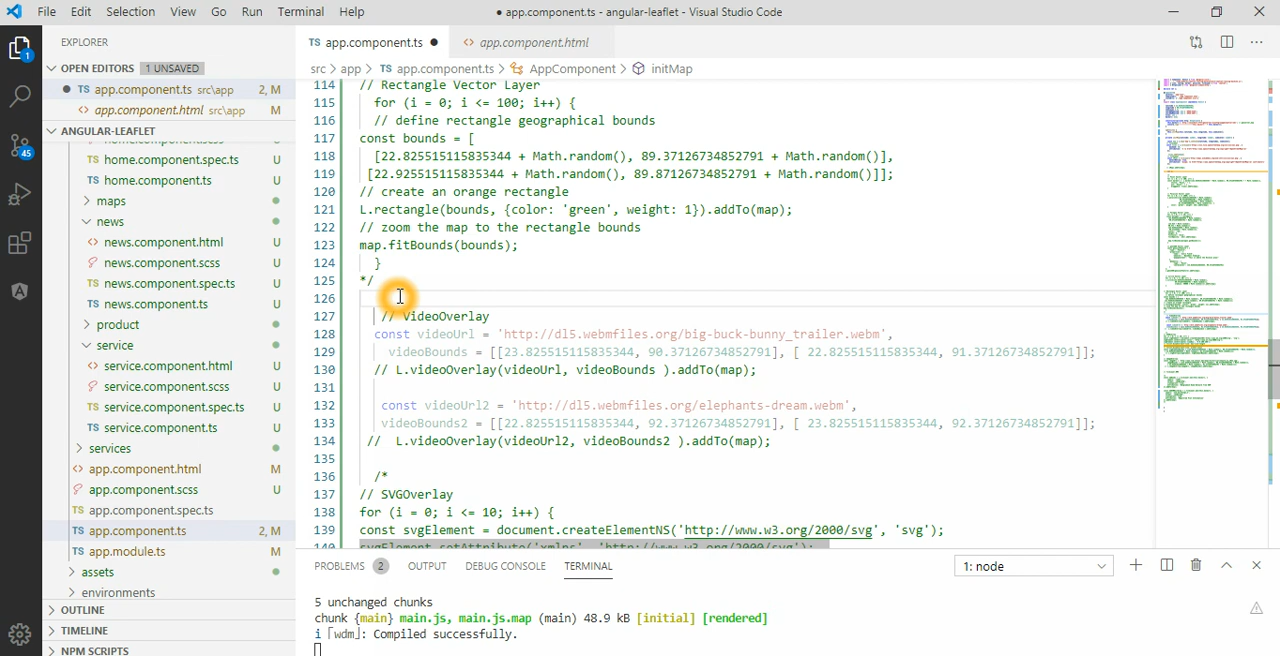 File Edit Selection View Go Run Terminal Help
● app.component.ts - angular-leaflet - Visual Studio Code
EXPLORER
OPEN EDITORS 1 UNSAVED
TS app.component.ts src\app 2, M
<> app.component.html src\app M
ANGULAR-LEAFLET
TS home.component.spec.ts U
TS home.component.ts U
maps
news
<> news.component.html U
news.component.scss U
TS news.component.spec.ts U
TS news.component.ts U
product
service
<> service.component.html U
service.component.scss U
TS service.component.spec.ts U
TS service.component.ts U
services
<> app.component.html M
app.component.scss U
TS app.component.spec.ts
TS app.component.ts 2, M
TS app.module.ts M
assets
environments
OUTLINE
TIMELINE
NPM SCRIPTS
1
45
TS app.component.ts ●
<> app.component.html
src > app > TS app.component.ts > AppComponent > initMap
114 // Rectangle Vector Layer
115 for (i = 0; i <= 100; i++) {
116 // define rectangle geographical bounds
117 const bounds = [
118 [22.825515115835344 + Math.random(), 89.37126734852791 + Math.random()],
119 [22.925515115835344 + Math.random(), 89.87126734852791 + Math.random()]];
120 // create an orange rectangle
121 L.rectangle(bounds, {color: 'green', weight: 1}).addTo(map);
122 // zoom the map to the rectangle bounds
123 map.fitBounds(bounds);
124 }
125 */
126
127 // VideoOverlay
128 const videoUrl = 'http://dl5.webmfiles.org/big-buck-bunny_trailer.webm',
129 videoBounds = [[23.825515115835344, 90.37126734852791], [ 22.825515115835344, 91.37126734852791]];
130 // L.videoOverlay(videoUrl, videoBounds ).addTo(map);
131
132 const videoUrl2 = 'http://dl5.webmfiles.org/elephants-dream.webm',
133 videoBounds2 = [[22.825515115835344, 92.37126734852791], [ 23.825515115835344, 92.37126734852791]];
134 // L.videoOverlay(videoUrl2, videoBounds2 ).addTo(map);
135
136 /*
137 // SVGOverlay
138 for (i = 0; i <= 10; i++) {
139 const svgElement = document.createElementNS('http://www.w3.org/2000/svg', 'svg');
140 svgElement.setAttribute('xmlns', 'http://www.w3.org/2000/svg');
PROBLEMS 2 OUTPUT DEBUG CONSOLE TERMINAL
1: node
5 unchanged chunks
chunk {main} main.js, main.js.map (main) 48.9 kB [initial] [rendered]
i ｢wdm｣: Compiled successfully.